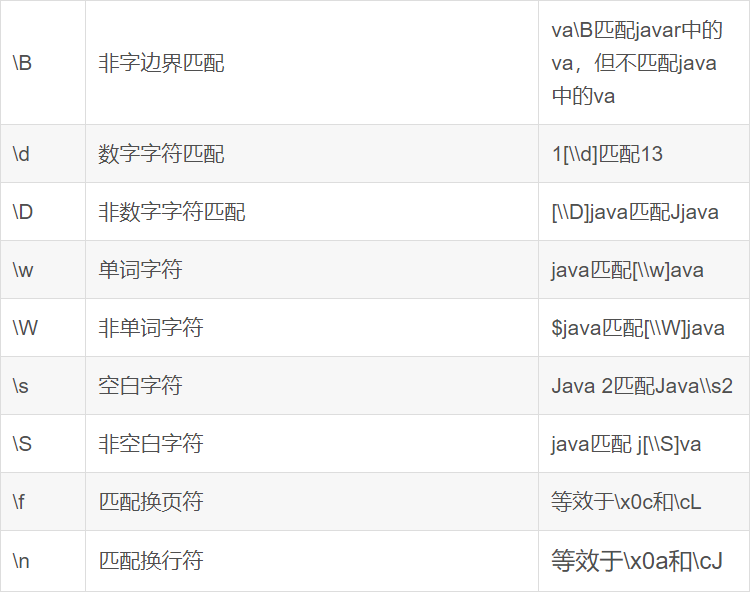 \B
非字边界匹配
va\B匹配javar中的
va，但不匹配java
中的va
\d
数字字符匹配
1[\\d]匹配13
\D
非数字字符匹配
[\\D]java匹配Jjava
\w
单词字符
java匹配[\\w]ava
\W
非单词字符
$java匹配[\\W]java
\s
空白字符
Java 2匹配Java\\s2
\S
非空白字符
java匹配 j[\\S]va
\f
匹配换页符
等效于\x0c和\cL
\n
匹配换行符
等效于\x0a和\cJ